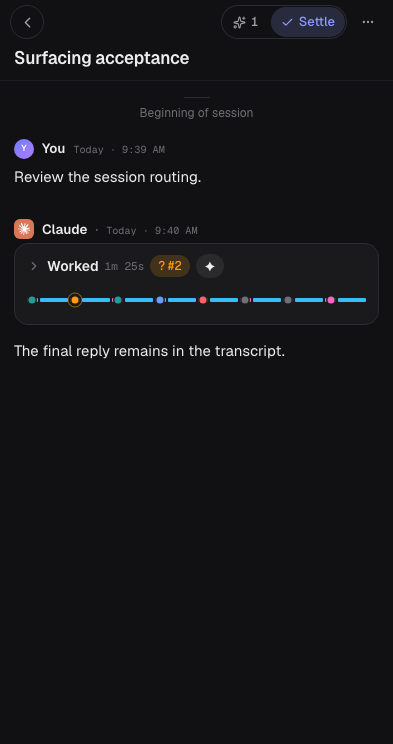 1 Settle
Surfacing acceptance
Beginning of session
Y You Today · 9:39 AM
Review the session routing.
Claude · Today · 9:40 AM
Worked 1m 25s ? #2
The final reply remains in the transcript.